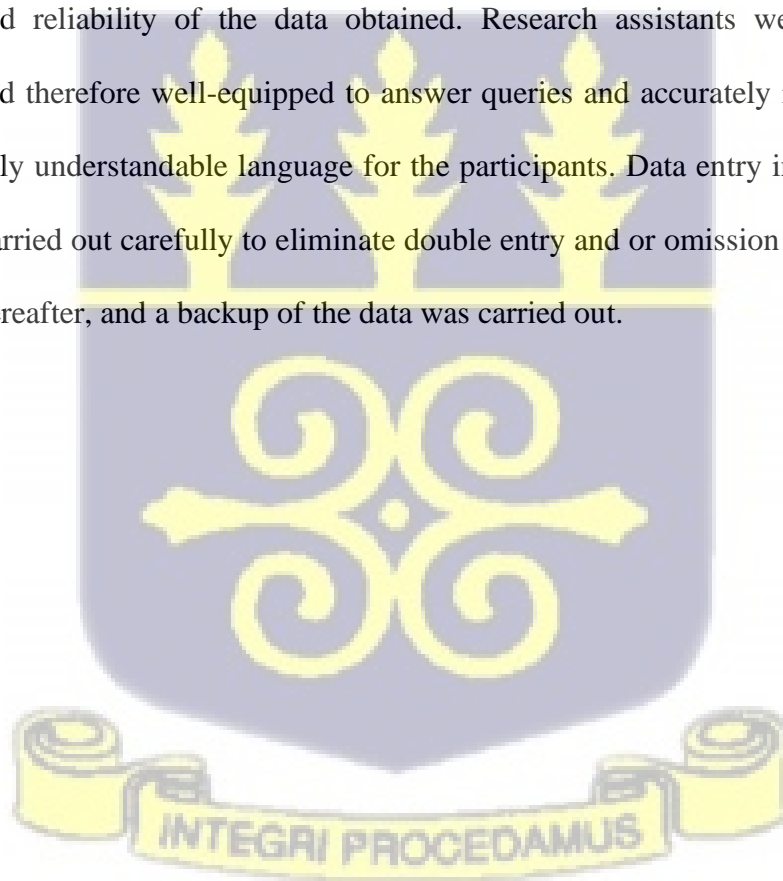 d reliability of the data obtained. Research assistants we
d therefore well-equipped to answer queries and accurately
ly understandable language for the participants. Data entry i
arried out carefully to eliminate double entry and or omission
ereafter, and a backup of the data was carried out.
INTEGRI PROCEDAMUS